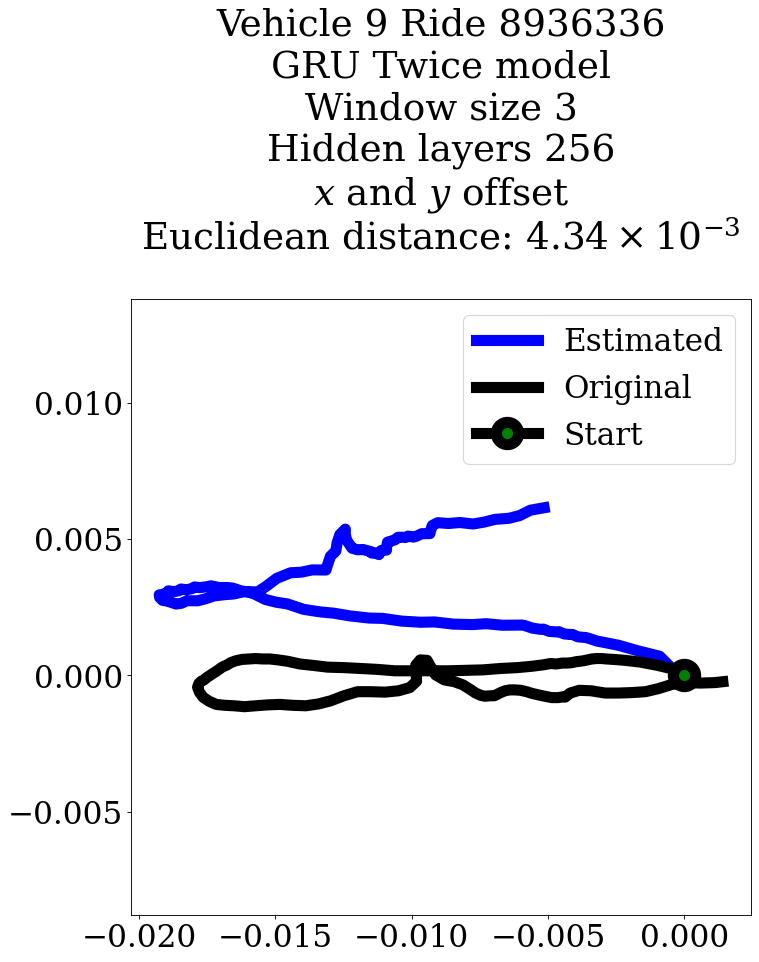 Vehicle 9 Ride 8936336
GRU Twice model
Window size 3
Hidden layers 256
x and y offset
Euclidean distance: 4.34 × 10⁻³
Estimated
Original
Start
0.010
0.005
0.000
−0.005
−0.020 −0.015 −0.010 −0.005 0.000